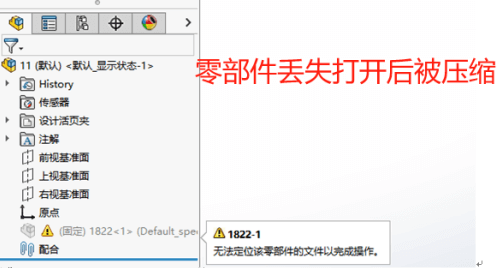 11 (默认) <默认_显示状态-1>
零部件丢失打开后被压缩
History
传感器
设计活页夹
注解
前视基准面
上视基准面
右视基准面
原点
(固定) 1822<1> (Default_spe
1822-1
无法定位该零部件的文件以完成操作。
配合